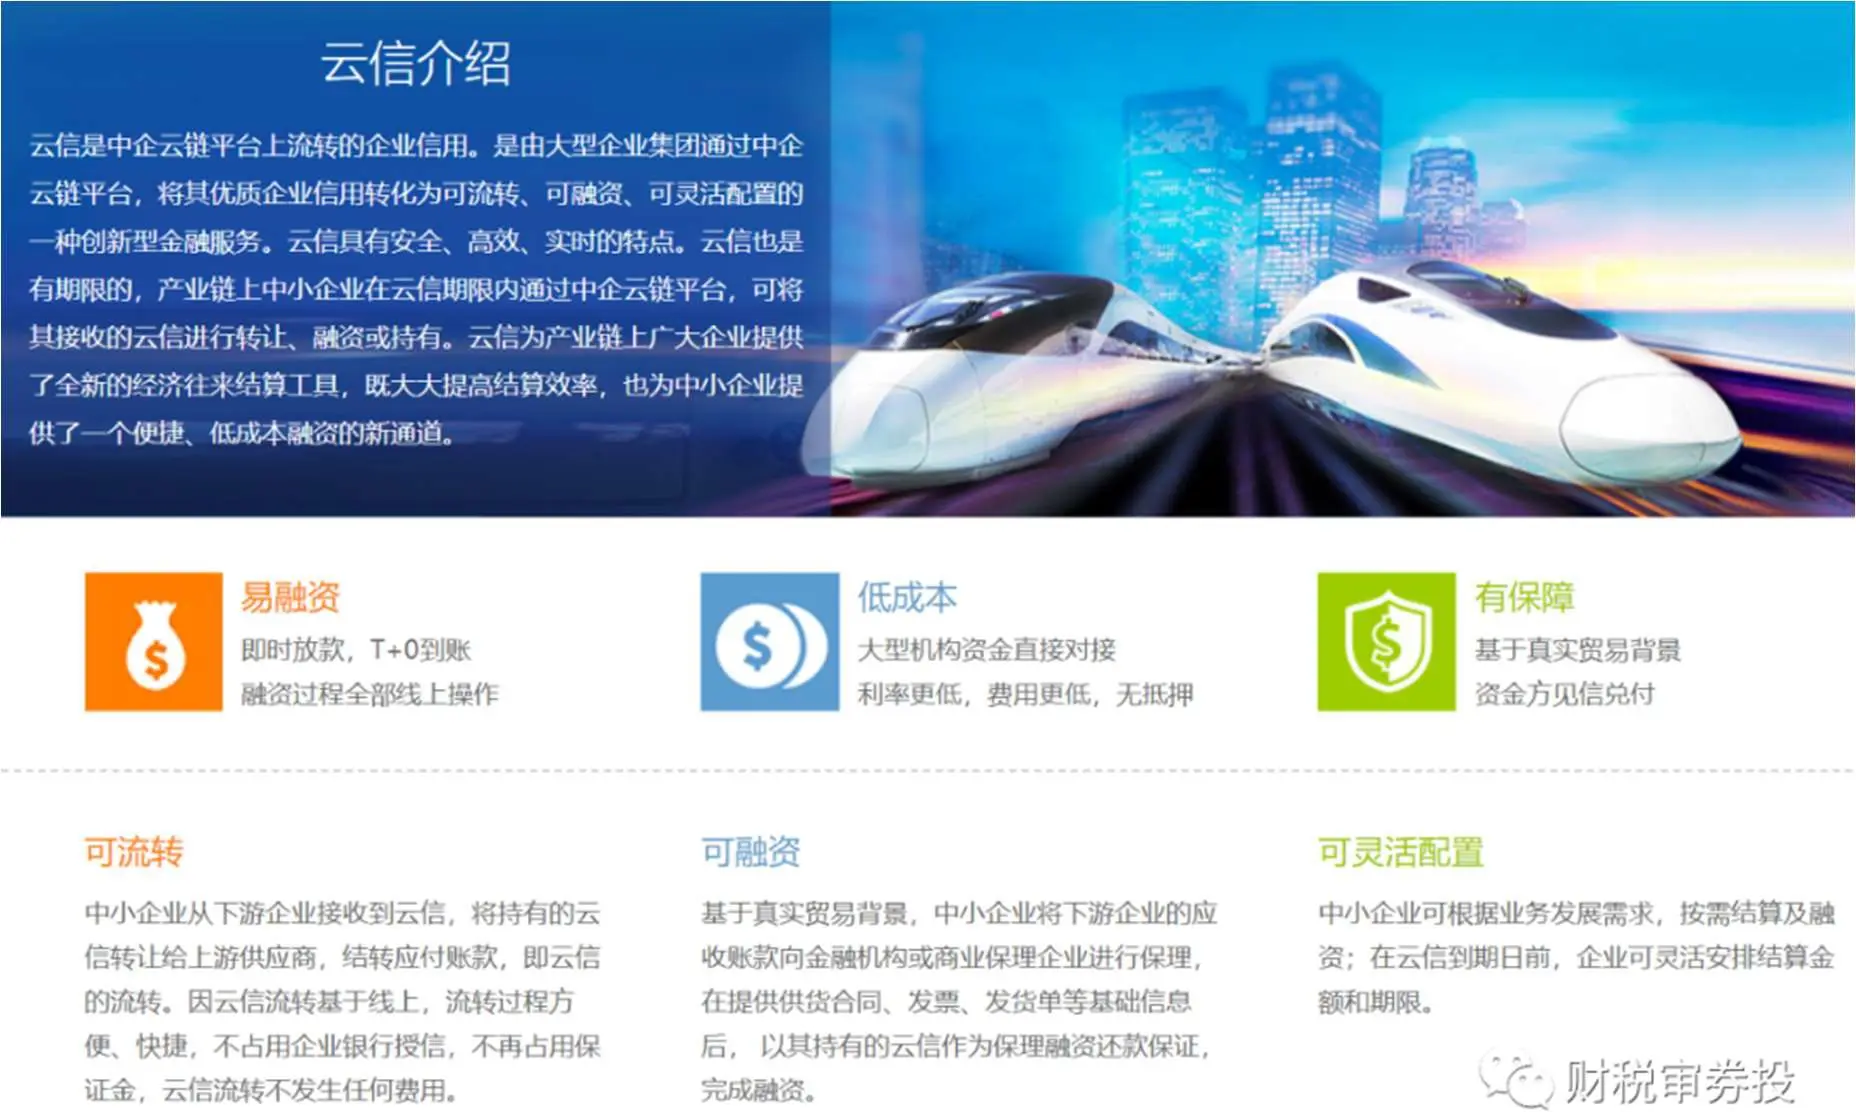 云信介绍
云信是中企云链平台上流转的企业信用。是由大型企业集团通过中企
云链平台，将其优质企业信用转化为可流转、可融资、可灵活配置的
一种创新型金融服务。云信具有安全、高效、实时的特点。云信也是
有期限的，产业链上中小企业在云信期限内通过中企云链平台，可将
其接收的云信进行转让、融资或持有。云信为产业链上广大企业提供
了全新的经济往来结算工具，既大大提高结算效率，也为中小企业提
供了一个便捷、低成本融资的新通道。
易融资
即时放款，T+0到账
融资过程全部线上操作
低成本
大型机构资金直接对接
利率更低，费用更低，无抵押
有保障
基于真实贸易背景
资金方见信兑付
可流转
中小企业从下游企业接收到云信，将持有的云
信转让给上游供应商，结转应付账款，即云信
的流转。因云信流转基于线上，流转过程方
便、快捷，不占用企业银行授信，不再占用保
证金，云信流转不发生任何费用。
可融资
基于真实贸易背景，中小企业将下游企业的应
收账款向金融机构或商业保理企业进行保理，
在提供供货合同、发票、发货单等基础信息
后， 以其持有的云信作为保理融资还款保证，
完成融资。
可灵活配置
中小企业可根据业务发展需求，按需结算及融
资；在云信到期日前，企业可灵活安排结算金
额和期限。
财税审券投